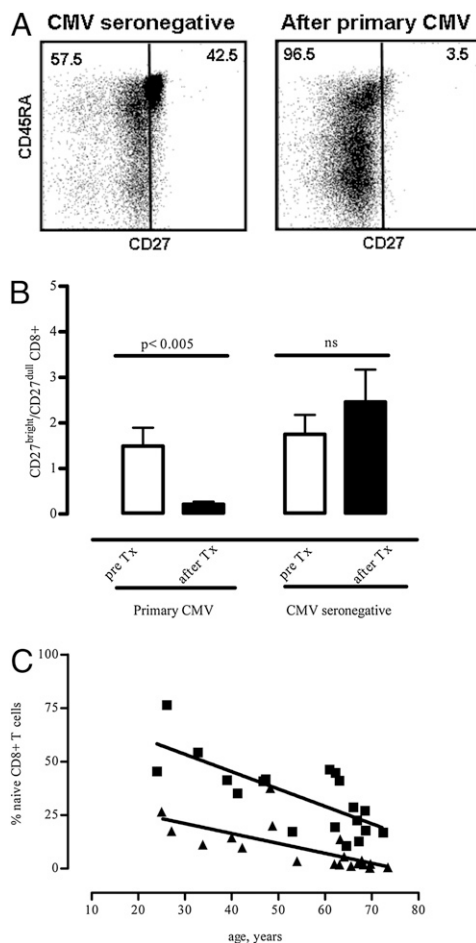 A
CMV seronegative
After primary CMV
57.5
42.5
96.5
3.5
CD45RA
CD27
CD27
B
CD27bright/CD27dull CD8+
5
4
3
2
1
0
p< 0.005
ns
pre Tx
after Tx
pre Tx
after Tx
Primary CMV
CMV seronegative
C
% naive CD8+ T cells
100
75
50
25
0
10
20
30
40
50
60
70
80
age, years